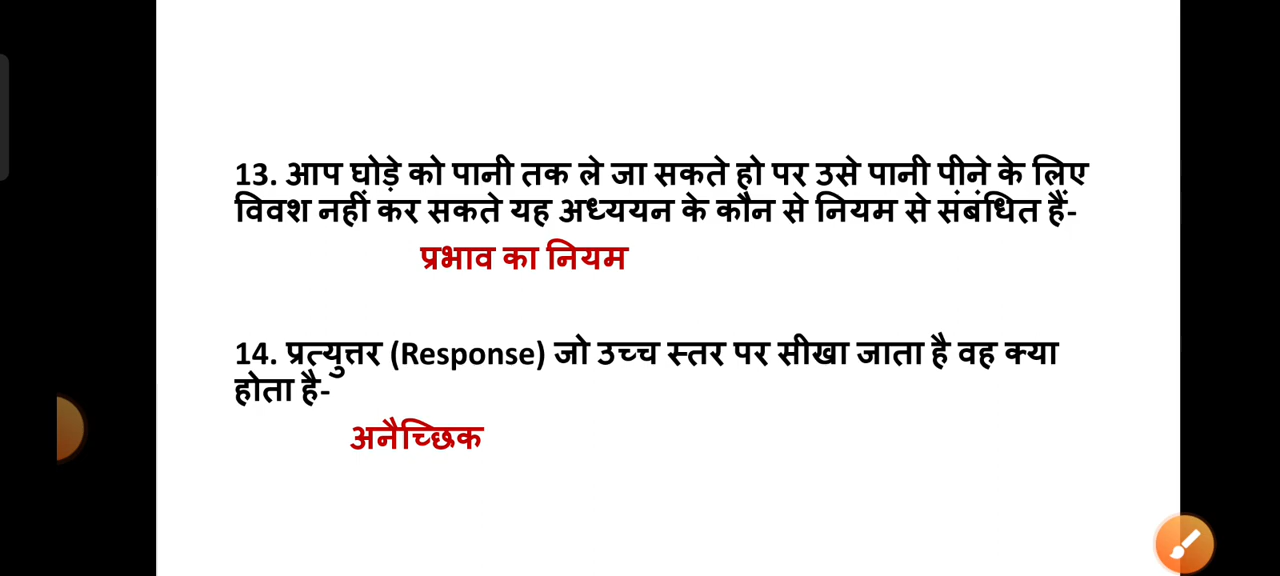 13. आप घोड़े को पानी तक ले जा सकते हो पर उसे पानी पीने के लिए
विवश नहीं कर सकते यह अध्ययन के कौन से नियम से संबंधित हैं-
प्रभाव का नियम
14. प्रत्युत्तर (Response) जो उच्च स्तर पर सीखा जाता है वह क्या
होता है-
अनैच्छिक